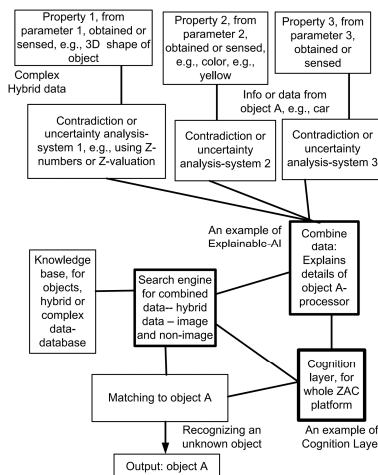 Property 1, from
parameter 1, obtained or
sensed, e.g., 3D shape of
object
Property 2, from
parameter 2,
obtained or sensed,
e.g., color, e.g.,
yellow
Property 3, from
parameter 3,
obtained or
sensed
Complex
Hybrid data
Info or data from
object A, e.g., car
Contradiction or
uncertainty analysis-
system 1, e.g., using Z-
numbers or Z-valuation
Contradiction or
uncertainty
analysis-system 2
Contradiction or
uncertainty
analysis-system 3
An example of
Explainable-AI
Combine
data:
Explains
details of
object A-
processor
Knowledge
base, for
objects,
hybrid or
complex
data-
database
Search engine
for combined
data-- hybrid
data – image
and non-image
Cognition
layer, for
whole ZAC
platform
Matching to object A
Recognizing an
unknown object
An example of
Cognition Laye
Output: object A